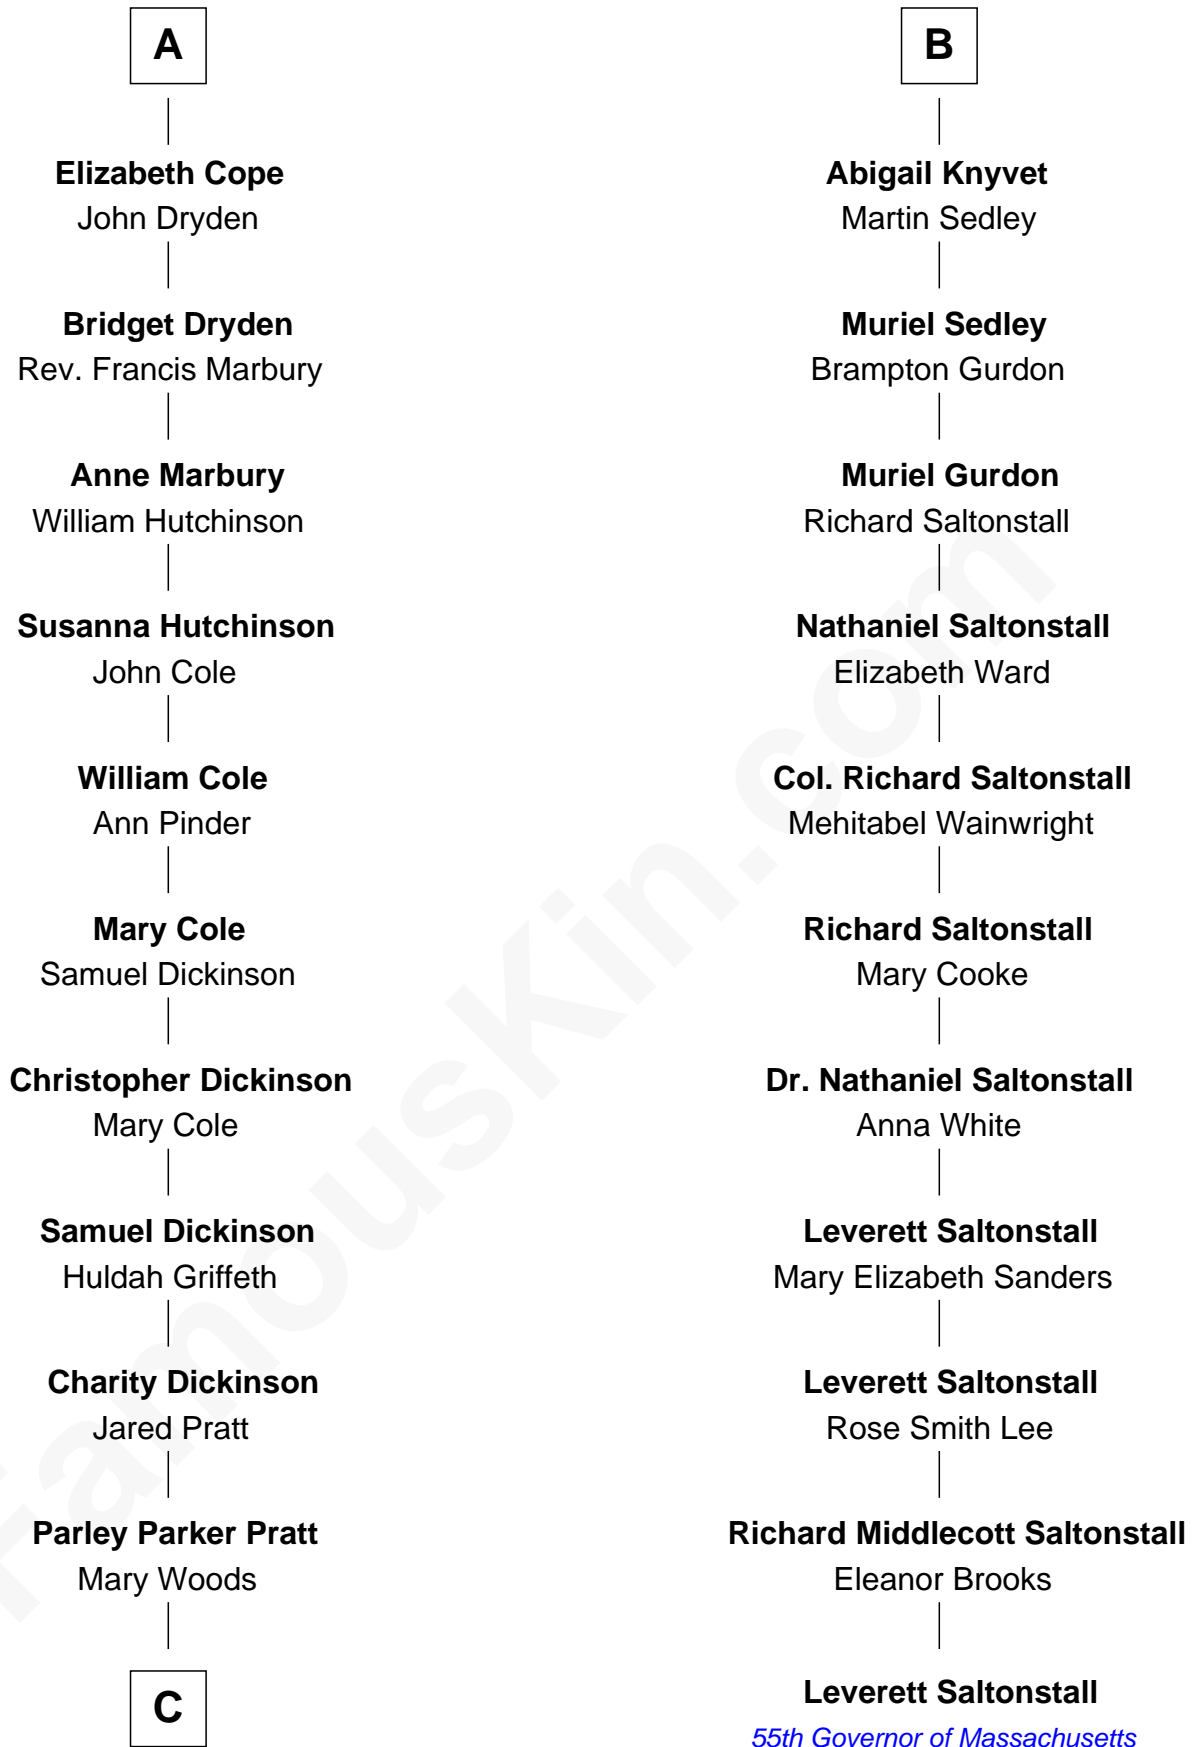 A
Elizabeth Cope
John Dryden
Bridget Dryden
Rev. Francis Marbury
Anne Marbury
William Hutchinson
Susanna Hutchinson
John Cole
William Cole
Ann Pinder
Mary Cole
Samuel Dickinson
Christopher Dickinson
Mary Cole
Samuel Dickinson
Huldah Griffeth
Charity Dickinson
Jared Pratt
Parley Parker Pratt
Mary Woods
C
B
Abigail Knyvet
Martin Sedley
Muriel Sedley
Brampton Gurdon
Muriel Gurdon
Richard Saltonstall
Nathaniel Saltonstall
Elizabeth Ward
Col. Richard Saltonstall
Mehitabel Wainwright
Richard Saltonstall
Mary Cooke
Dr. Nathaniel Saltonstall
Anna White
Leverett Saltonstall
Mary Elizabeth Sanders
Leverett Saltonstall
Rose Smith Lee
Richard Middlecott Saltonstall
Eleanor Brooks
Leverett Saltonstall
55th Governor of Massachusetts
FamousKin.com